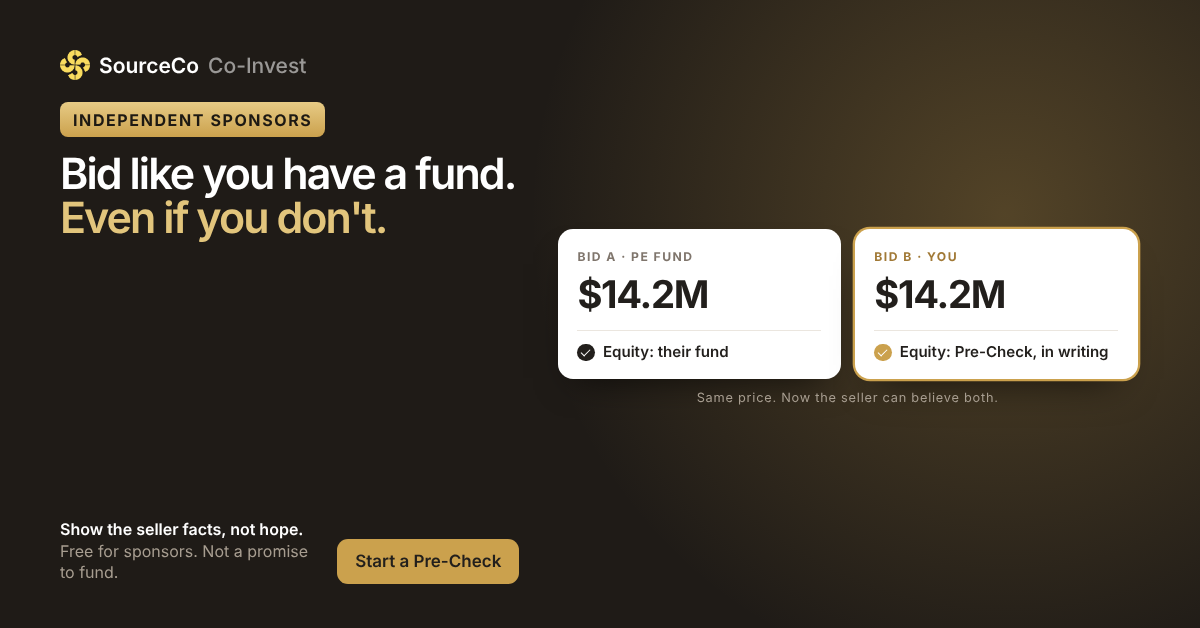 SourceCo Co-Invest
INDEPENDENT SPONSORS
Bid like you have a fund.
Even if you don't.
BID A · PE FUND
$14.2M
Equity: their fund
BID B · YOU
$14.2M
Equity: Pre-Check, in writing
Same price. Now the seller can believe both.
Show the seller facts, not hope.
Free for sponsors. Not a promise
to fund.
Start a Pre-Check